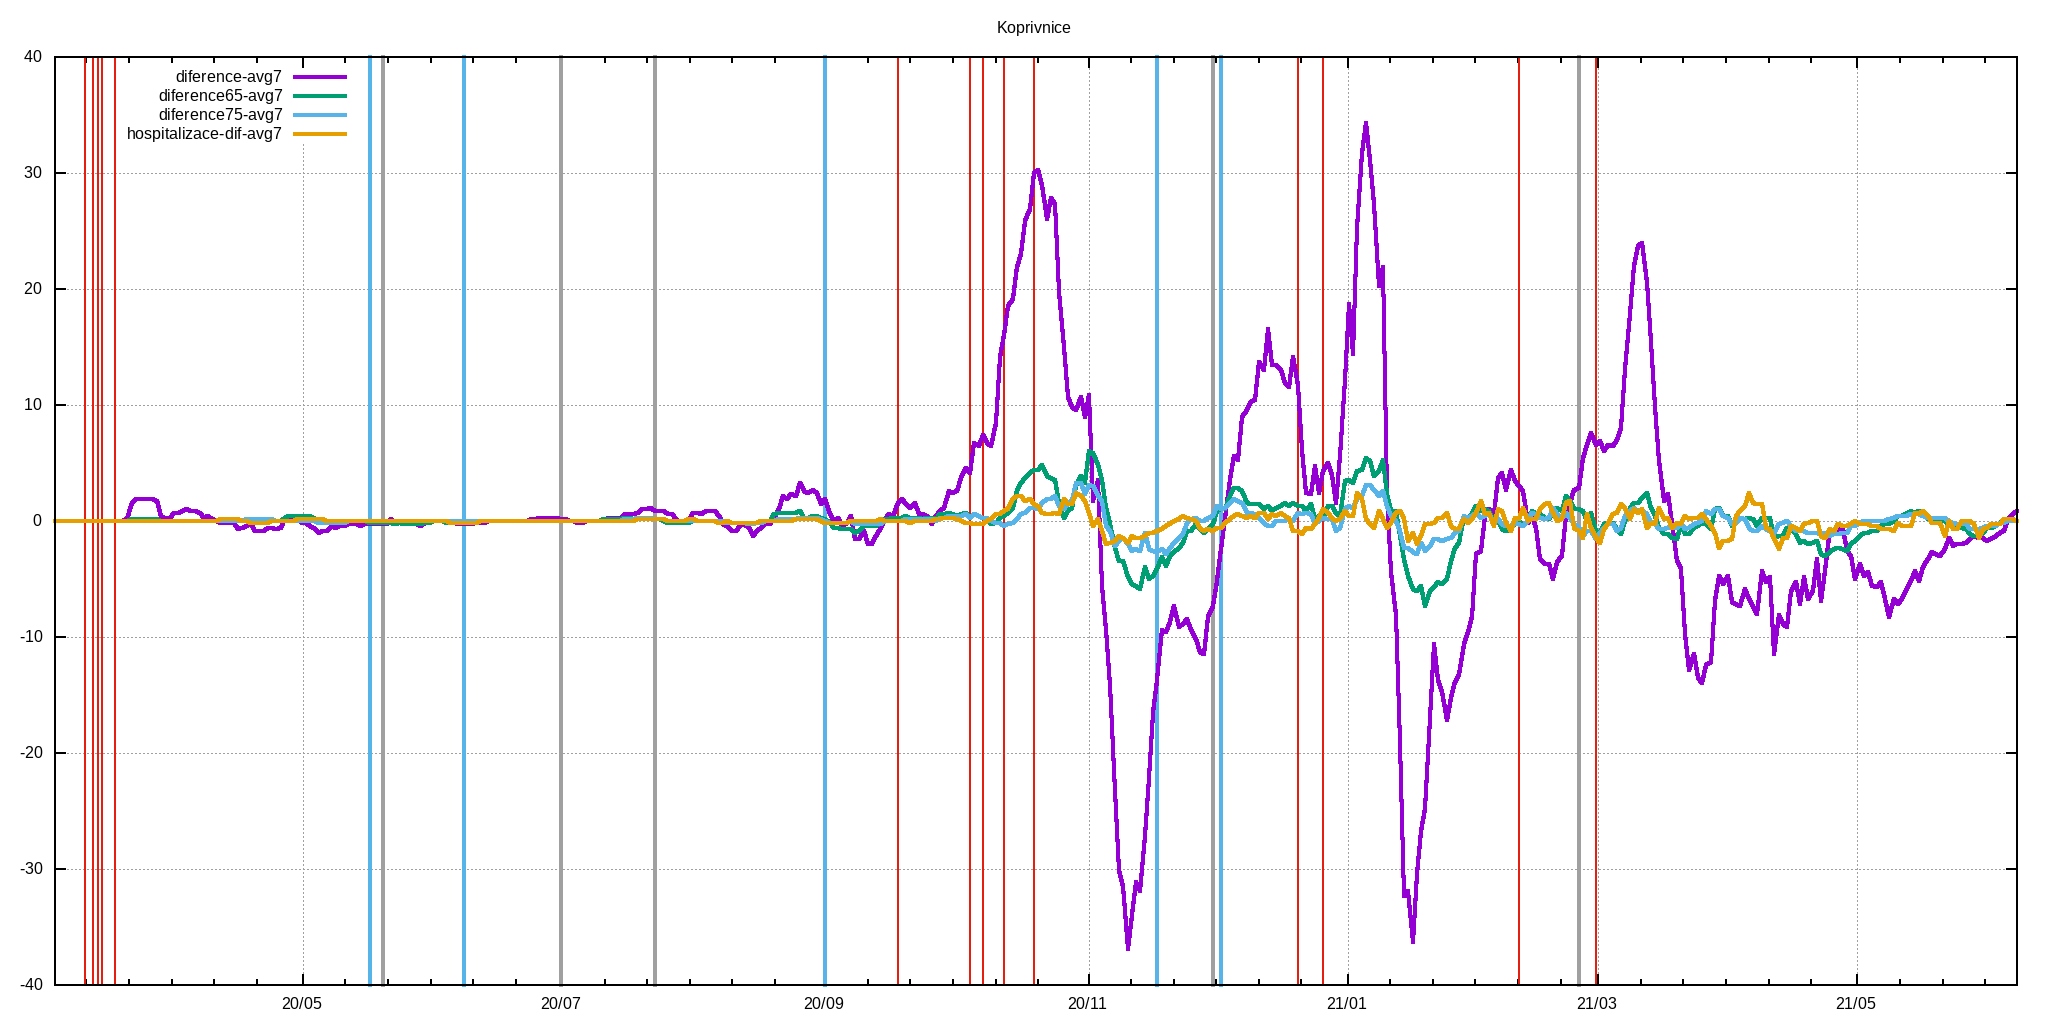 Koprivnice
diference-avg7
diference65-avg7
diference75-avg7
hospitalizace-dif-avg7
40
30
20
10
0
-10
-20
-30
-40
20/05 20/07 20/09 20/11 21/01 21/03 21/05